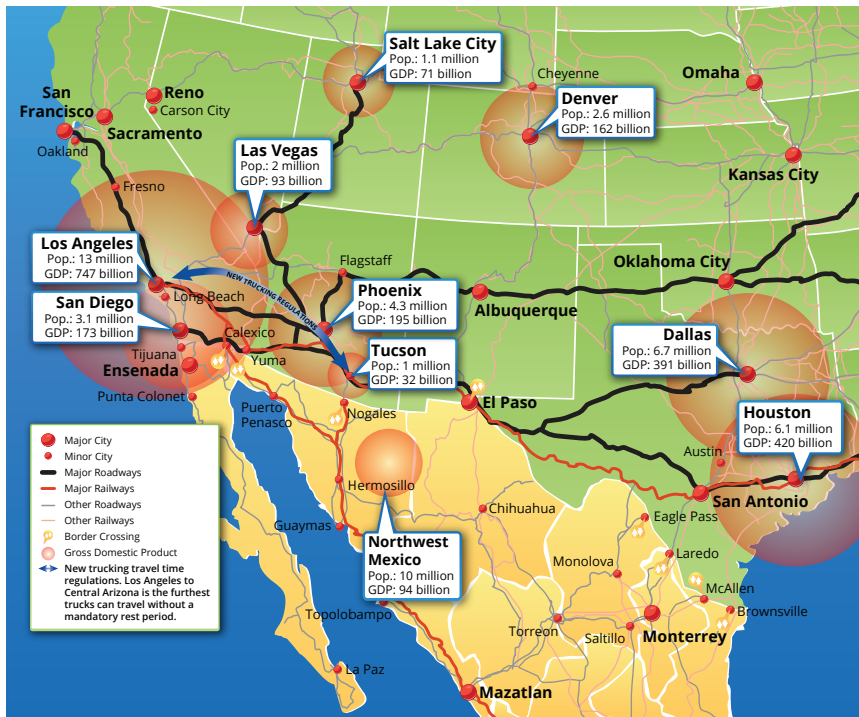 Salt Lake City
Pop.: 1.1 million
GDP: 71 billion
Cheyenne
Omaha
San
Francisco
Reno
Carson City
Sacramento
Oakland
Denver
Pop.: 2.6 million
GDP: 162 billion
Las Vegas
Pop.: 2 million
GDP: 93 billion
Kansas City
Fresno
Los Angeles
Pop.: 13 million
GDP: 747 billion
Flagstaff
Oklahoma City
NEW TRUCKING REGULATIONS
Long Beach
San Diego
Pop.: 3.1 million
GDP: 173 billion
Phoenix
Pop.: 4.3 million
GDP: 195 billion
Albuquerque
Calexico
Yuma
Tijuana
Ensenada
Tucson
Pop.: 1 million
GDP: 32 billion
Dallas
Pop.: 6.7 million
GDP: 391 billion
Punta Colonet
Puerto
Penasco
Nogales
El Paso
Houston
Pop.: 6.1 million
GDP: 420 billion
Austin
Major City
Minor City
Major Roadways
Major Railways
Other Roadways
Other Railways
Border Crossing
Gross Domestic Product
New trucking travel time
regulations. Los Angeles to
Central Arizona is the furthest
trucks can travel without a
mandatory rest period.
Hermosillo
San Antonio
Chihuahua
Eagle Pass
Guaymas
Northwest
Mexico
Pop.: 10 million
GDP: 94 billion
Laredo
Monolova
McAllen
Topolobampo
Brownsville
Torreon
Saltillo
Monterrey
La Paz
Mazatlan